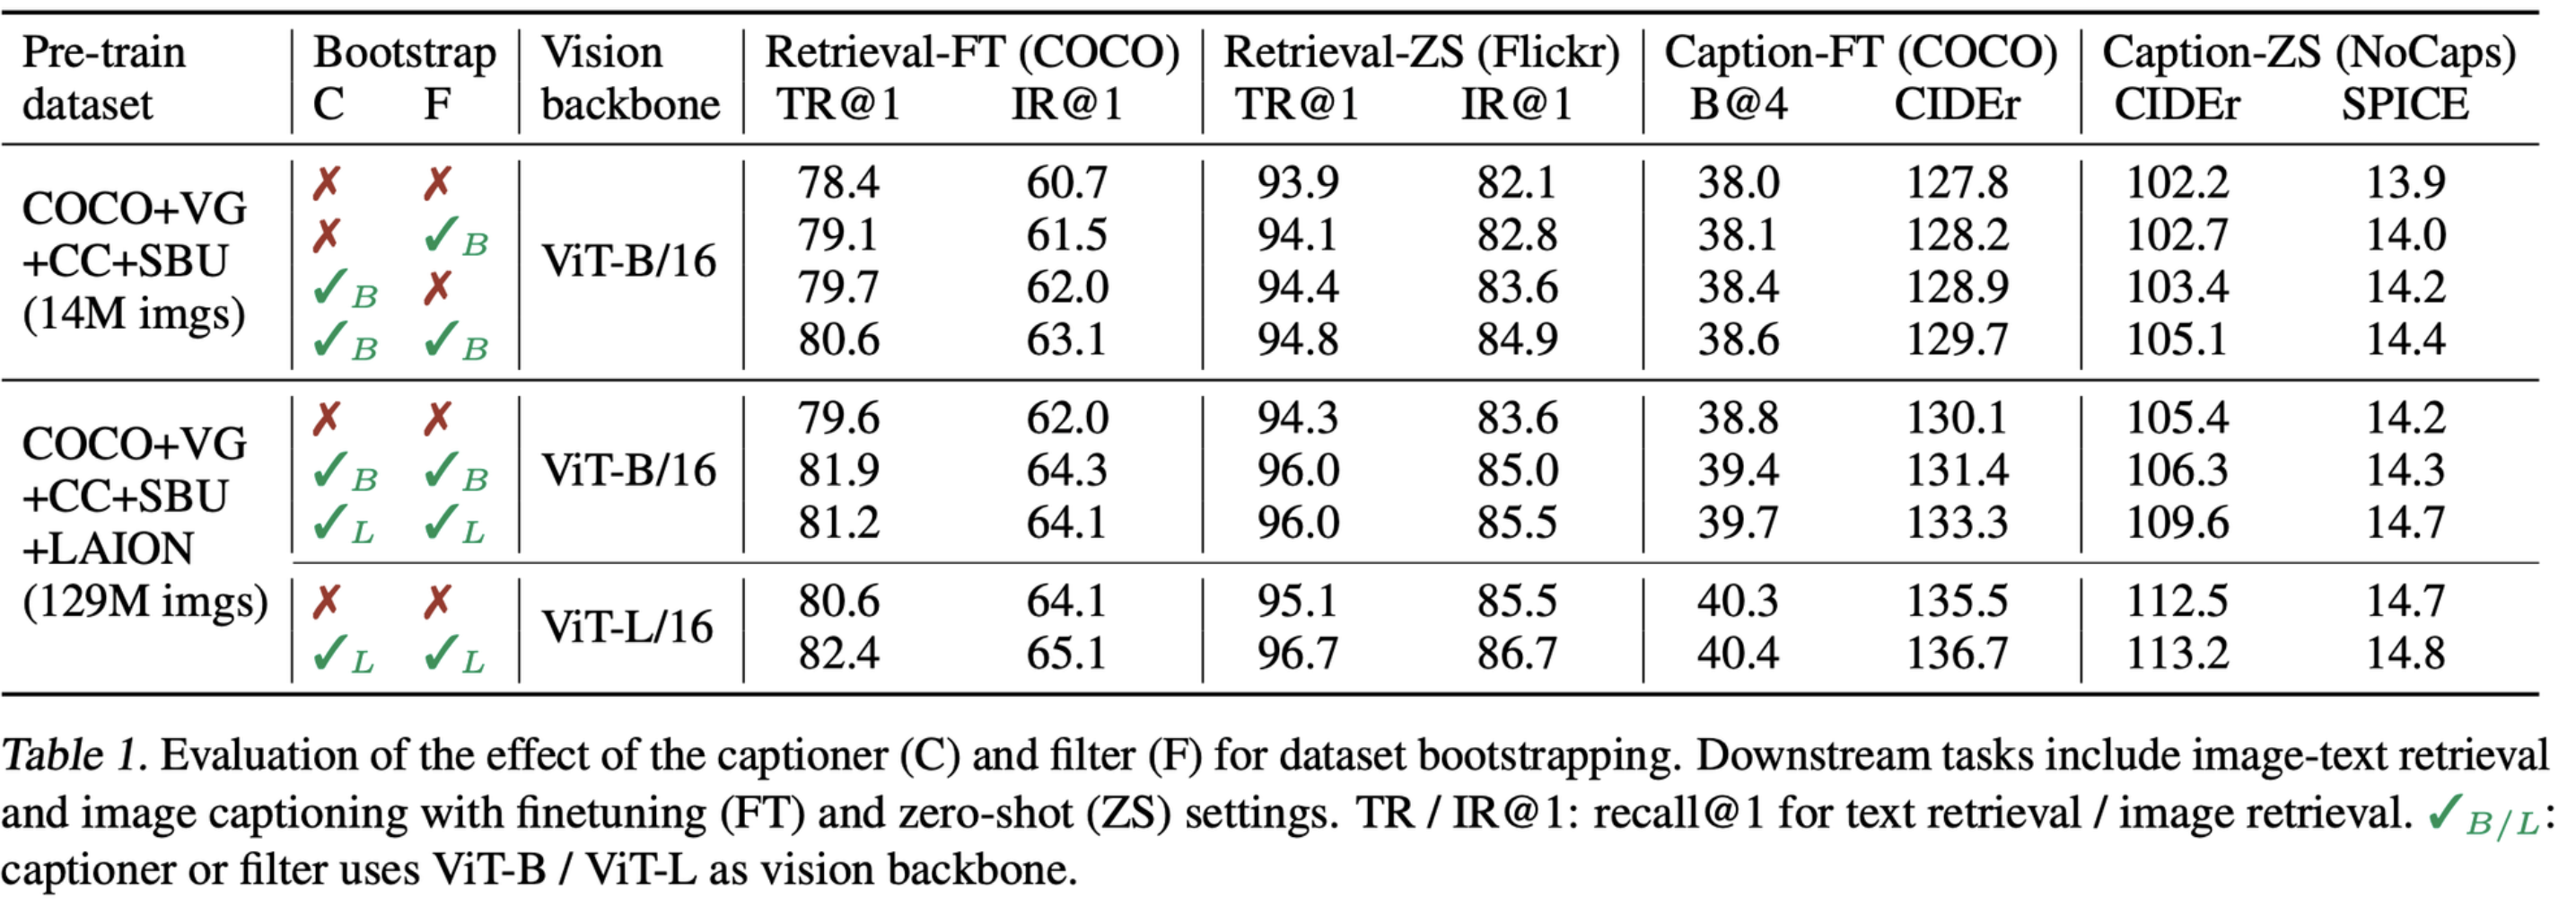 Pre-train Bootstrap Vision Retrieval-FT (COCO) Retrieval-ZS (Flickr) Caption-FT (COCO) Caption-ZS (NoCaps)
dataset C F backbone TR@1 IR@1 TR@1 IR@1 B@4 CIDEr CIDEr SPICE
✗ ✗ 78.4 60.7 93.9 82.1 38.0 127.8 102.2 13.9
COCO+VG
✗ ✓B 79.1 61.5 94.1 82.8 38.1 128.2 102.7 14.0
+CC+SBU ViT-B/16
✓B ✗ 79.7 62.0 94.4 83.6 38.4 128.9 103.4 14.2
(14M imgs)
✓B ✓B 80.6 63.1 94.8 84.9 38.6 129.7 105.1 14.4
✗ ✗ 79.6 62.0 94.3 83.6 38.8 130.1 105.4 14.2
COCO+VG
✓B ✓B ViT-B/16 81.9 64.3 96.0 85.0 39.4 131.4 106.3 14.3
+CC+SBU
✓L ✓L 81.2 64.1 96.0 85.5 39.7 133.3 109.6 14.7
+LAION
(129M imgs) ✗ ✗ 80.6 64.1 95.1 85.5 40.3 135.5 112.5 14.7
ViT-L/16
✓L ✓L 82.4 65.1 96.7 86.7 40.4 136.7 113.2 14.8
Table 1. Evaluation of the effect of the captioner (C) and filter (F) for dataset bootstrapping. Downstream tasks include image-text retrieval
and image captioning with finetuning (FT) and zero-shot (ZS) settings. TR / IR@1: recall@1 for text retrieval / image retrieval. ✓B/L:
captioner or filter uses ViT-B / ViT-L as vision backbone.